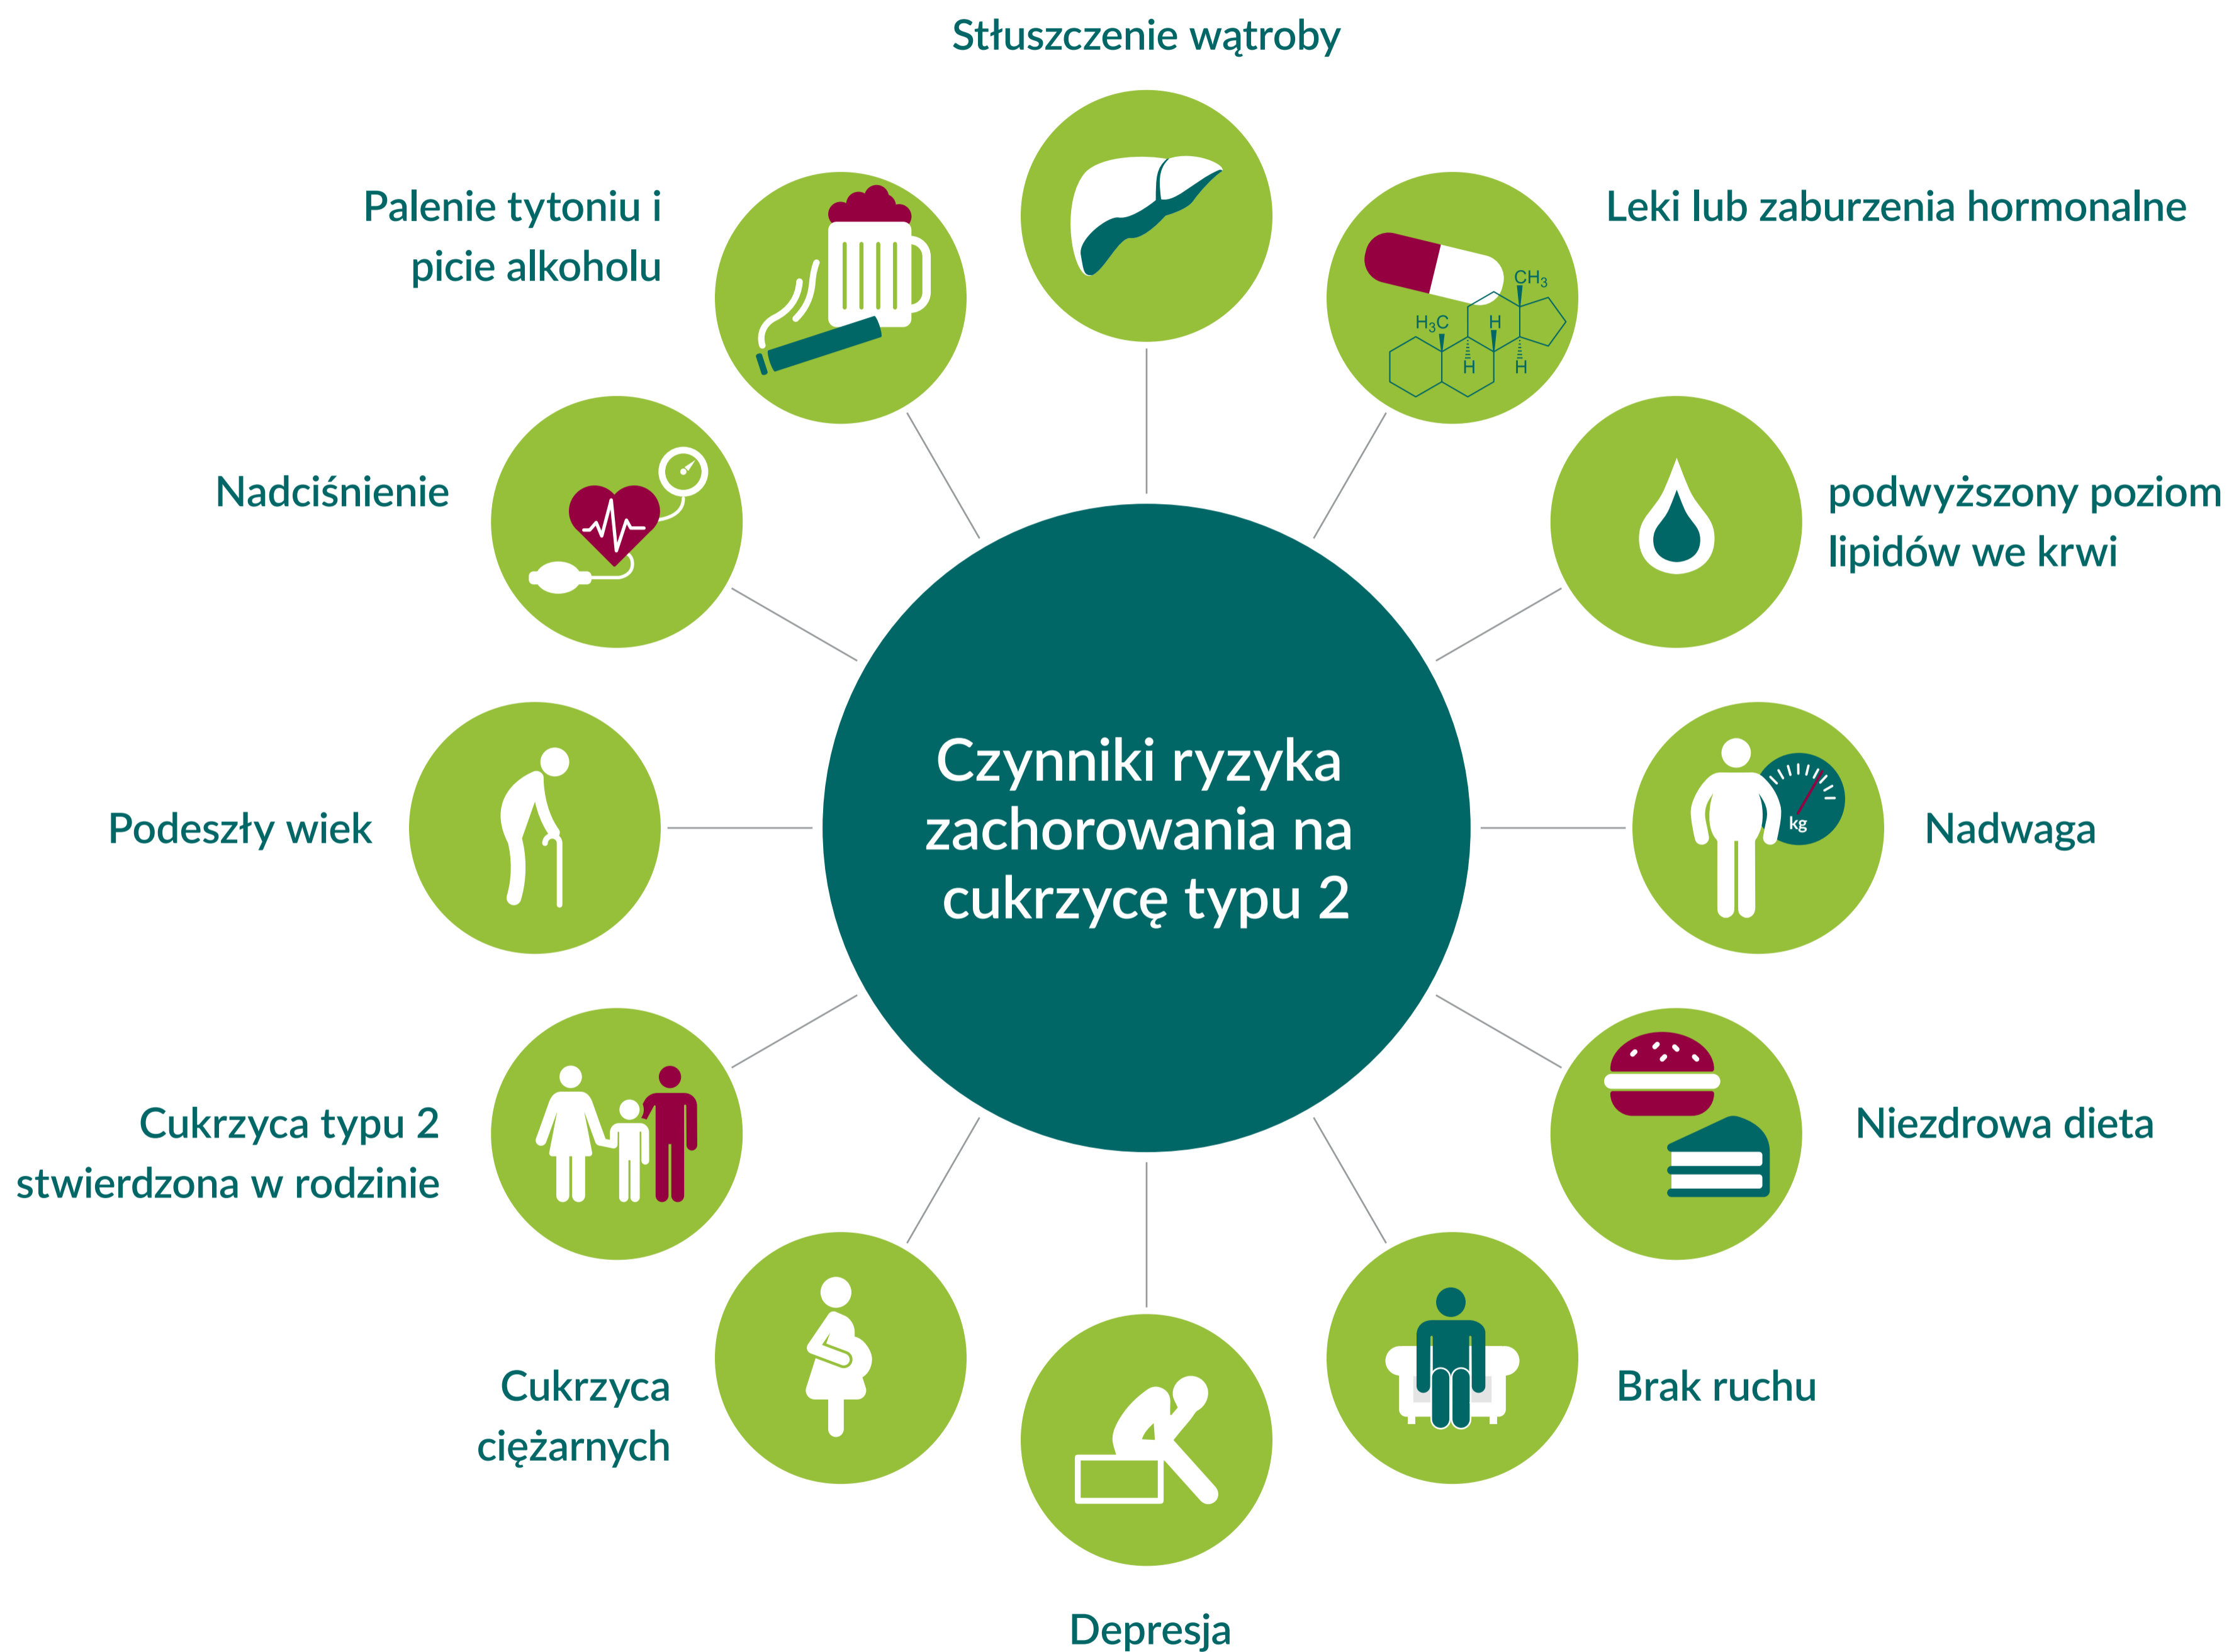 Stłuszczenie wątroby
Palenie tytoniu i
picie alkoholu
Leki lub zaburzenia hormonalne
CH3
H3C
H
H
H
Nadciśnienie
podwyższony poziom
lipidów we krwi
Czynniki ryzyka
zachorowania na
cukrzycę typu 2
Podeszły wiek
kg
Nadwaga
Cukrzyca typu 2
stwierdzona w rodzinie
Niezdrowa dieta
Cukrzyca
ciężarnych
Brak ruchu
Depresja